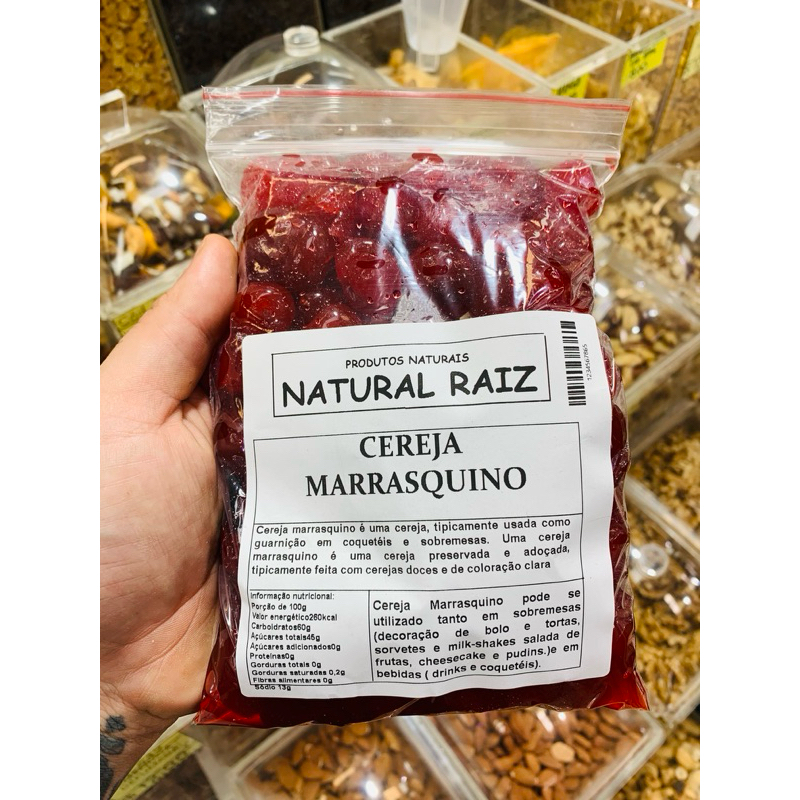 PRODUTOS NATURAIS
NATURAL RAIZ
1234567865
CEREJA
MARRASQUINO
Cereja marrasquino é uma cereja, tipicamente usada como
guarnição em coquetéis e sobremesas. Uma cereja
marrasquino é uma cereja preservada e adoçada,
tipicamente feita com cerejas doces e de coloração clara
Informação nutricional:
Porção de 100g
Valor energético260kcal
Carboidratos60g
Açúcares totais46g
Açúcares adicionados0g
Proteínas0g
Gorduras totais 0g
Gorduras saturadas 0,2g
Fibras alimentares 0g
Sódio 13g
Cereja Marrasquino pode se
utilizado tanto em sobremesas
(decoração de bolo e tortas,
sorvetes e milk-shakes salada de
frutas, cheesecake e pudins.)e em
bebidas ( drinks e coquetéis).